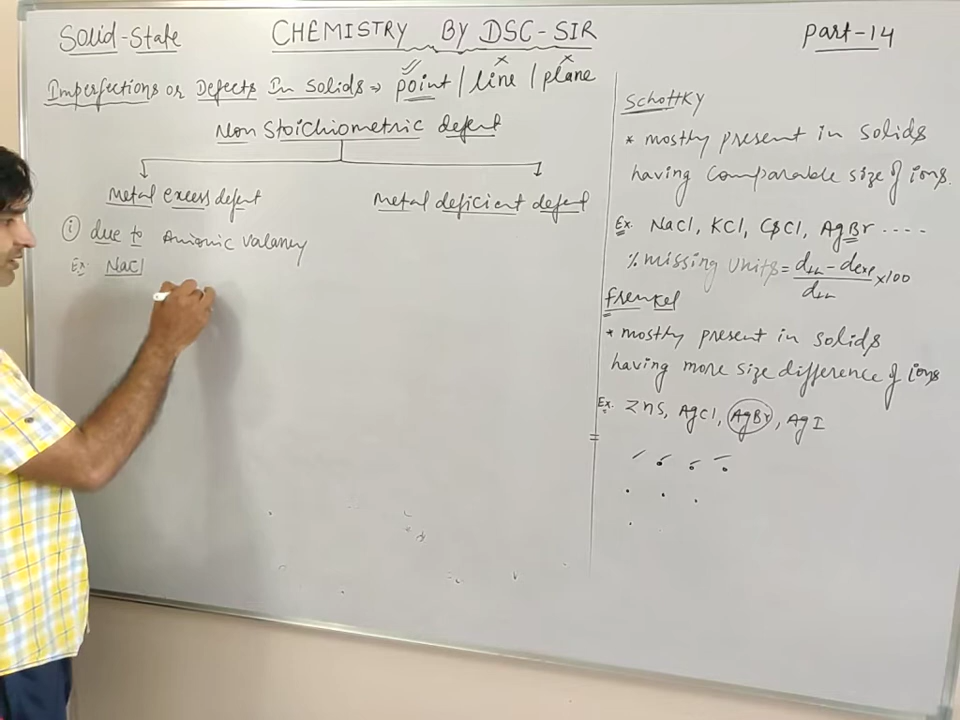 Solid-State CHEMISTRY BY DSC-SIR Part-14
Imperfections or Defects In Solids → point / line / plane
Non Stoichiometric defect
Metal excess defect Metal deficient defect
(i) due to Anionic valancy
Ex: NaCl
SCHOTTKY
* mostly present in solids
having comparable size of ions.
Ex. NaCl, KCl, CsCl, AgBr ....
% missing units = dth - dexp / dth × 100
frenkel
* mostly present in solids
having more size difference of ions
Ex. ZnS, AgCl, AgBr, AgI